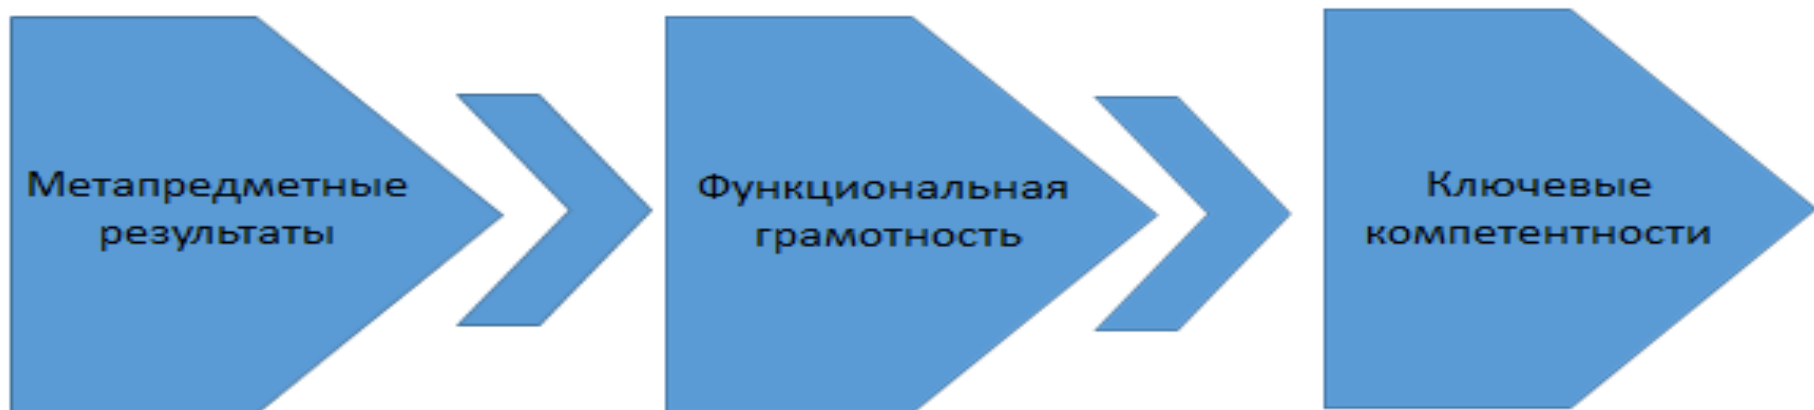 Метапредметные
результаты
Функциональная
грамотность
Ключевые
компетентности